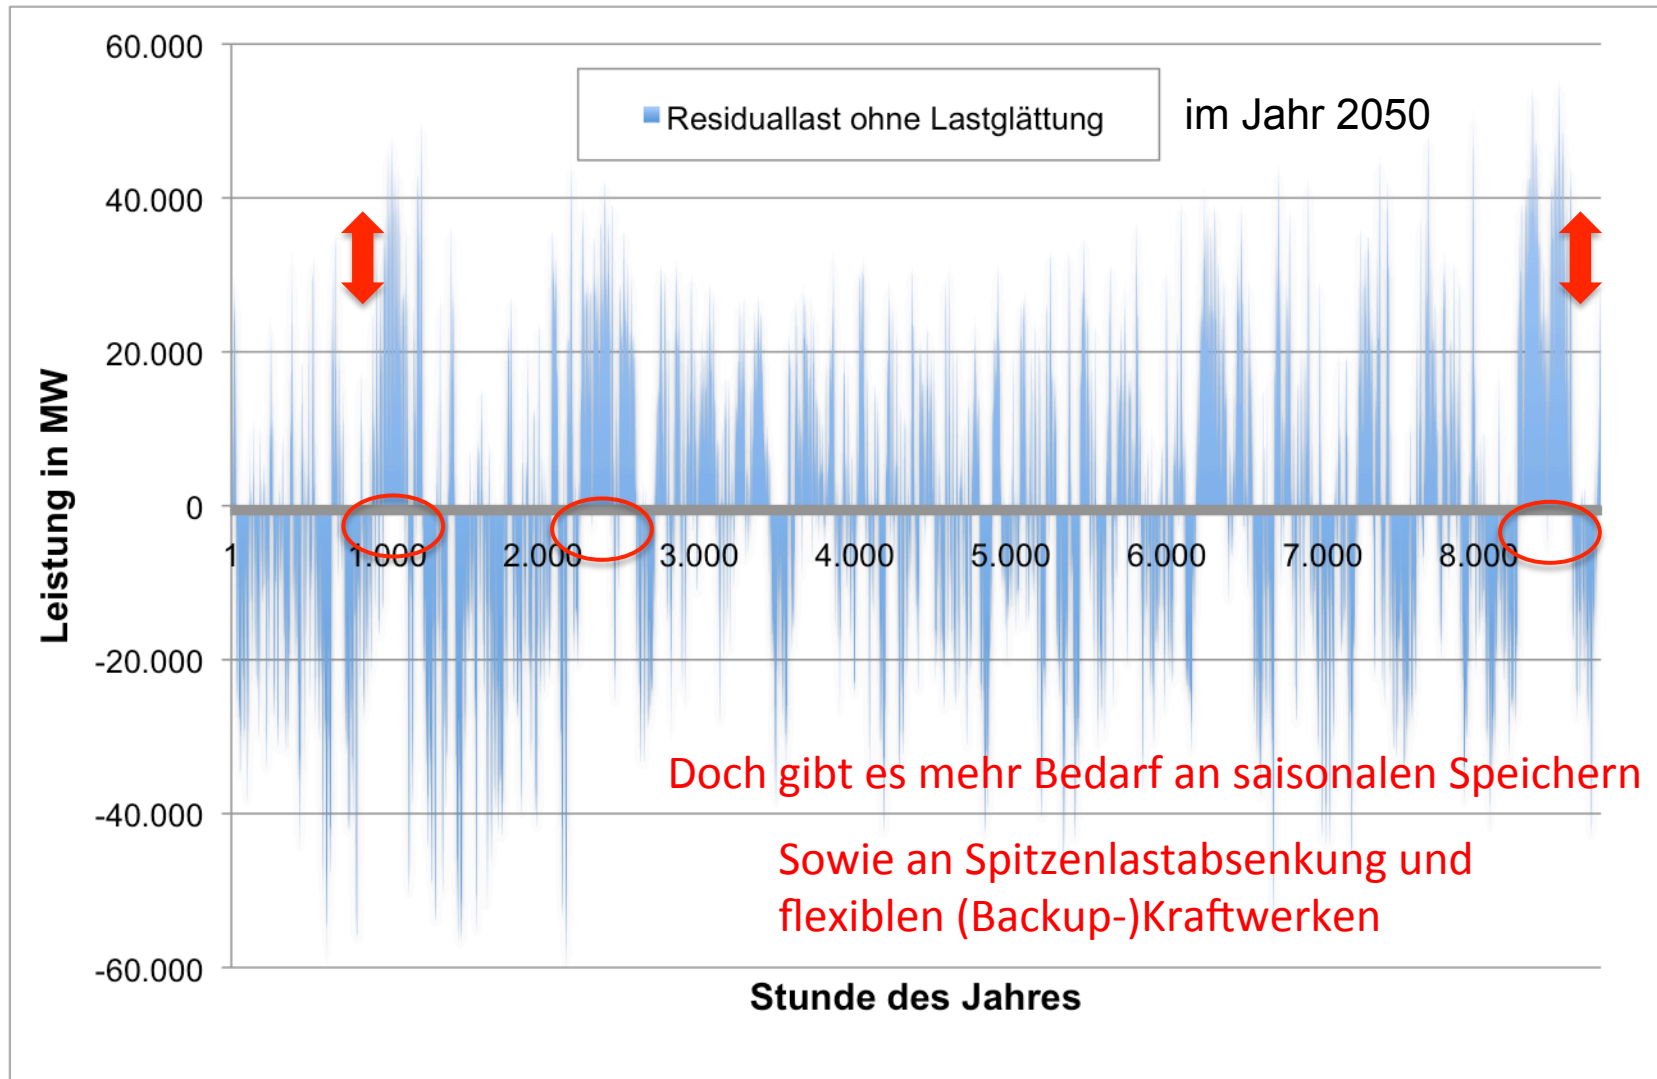 60.000
Residuallast ohne Lastglättung
im Jahr 2050
40.000
20.000
Leistung in MW
0
1
1.000
2.000
3.000
4.000
5.000
6.000
7.000
8.000
-20.000
Doch gibt es mehr Bedarf an saisonalen Speichern
-40.000
Sowie an Spitzenlastabsenkung und
flexiblen (Backup-)Kraftwerken
-60.000
Stunde des Jahres